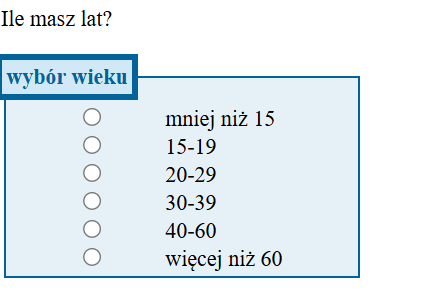 Ile masz lat?
wybór wieku
mniej niż 15
15-19
20-29
30-39
40-60
więcej niż 60